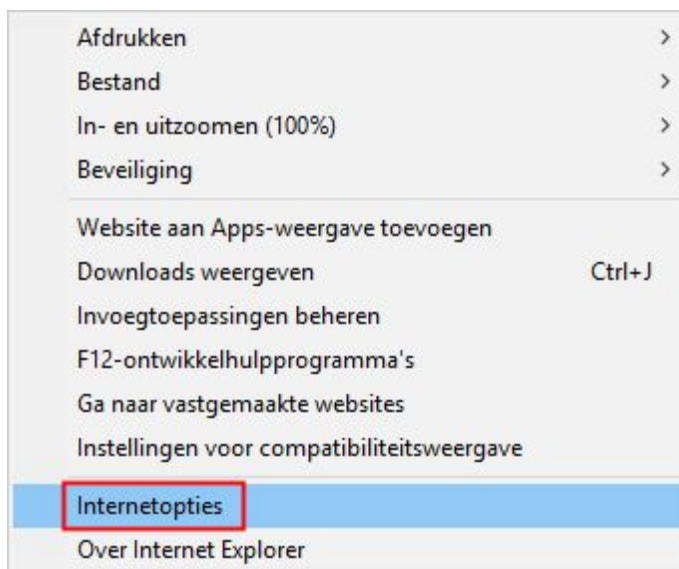 Afdrukken >
Bestand >
In- en uitzoomen (100%) >
Beveiliging >
Website aan Apps-weergave toevoegen
Downloads weergeven Ctrl+J
Invoegtoepassingen beheren
F12-ontwikkelhulpprogramma's
Ga naar vastgemaakte websites
Instellingen voor compatibiliteitsweergave
Internetopties
Over Internet Explorer